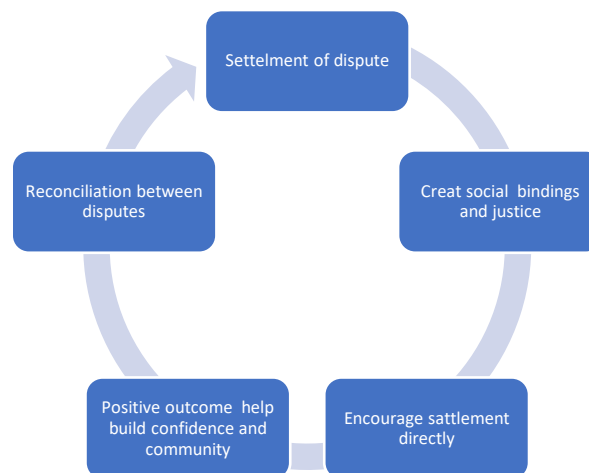 Settelment of dispute
Creat social bindings
and justice
Encourage sattlement
directly
Positive outcome help
build confidence and
community
Reconciliation between
disputes